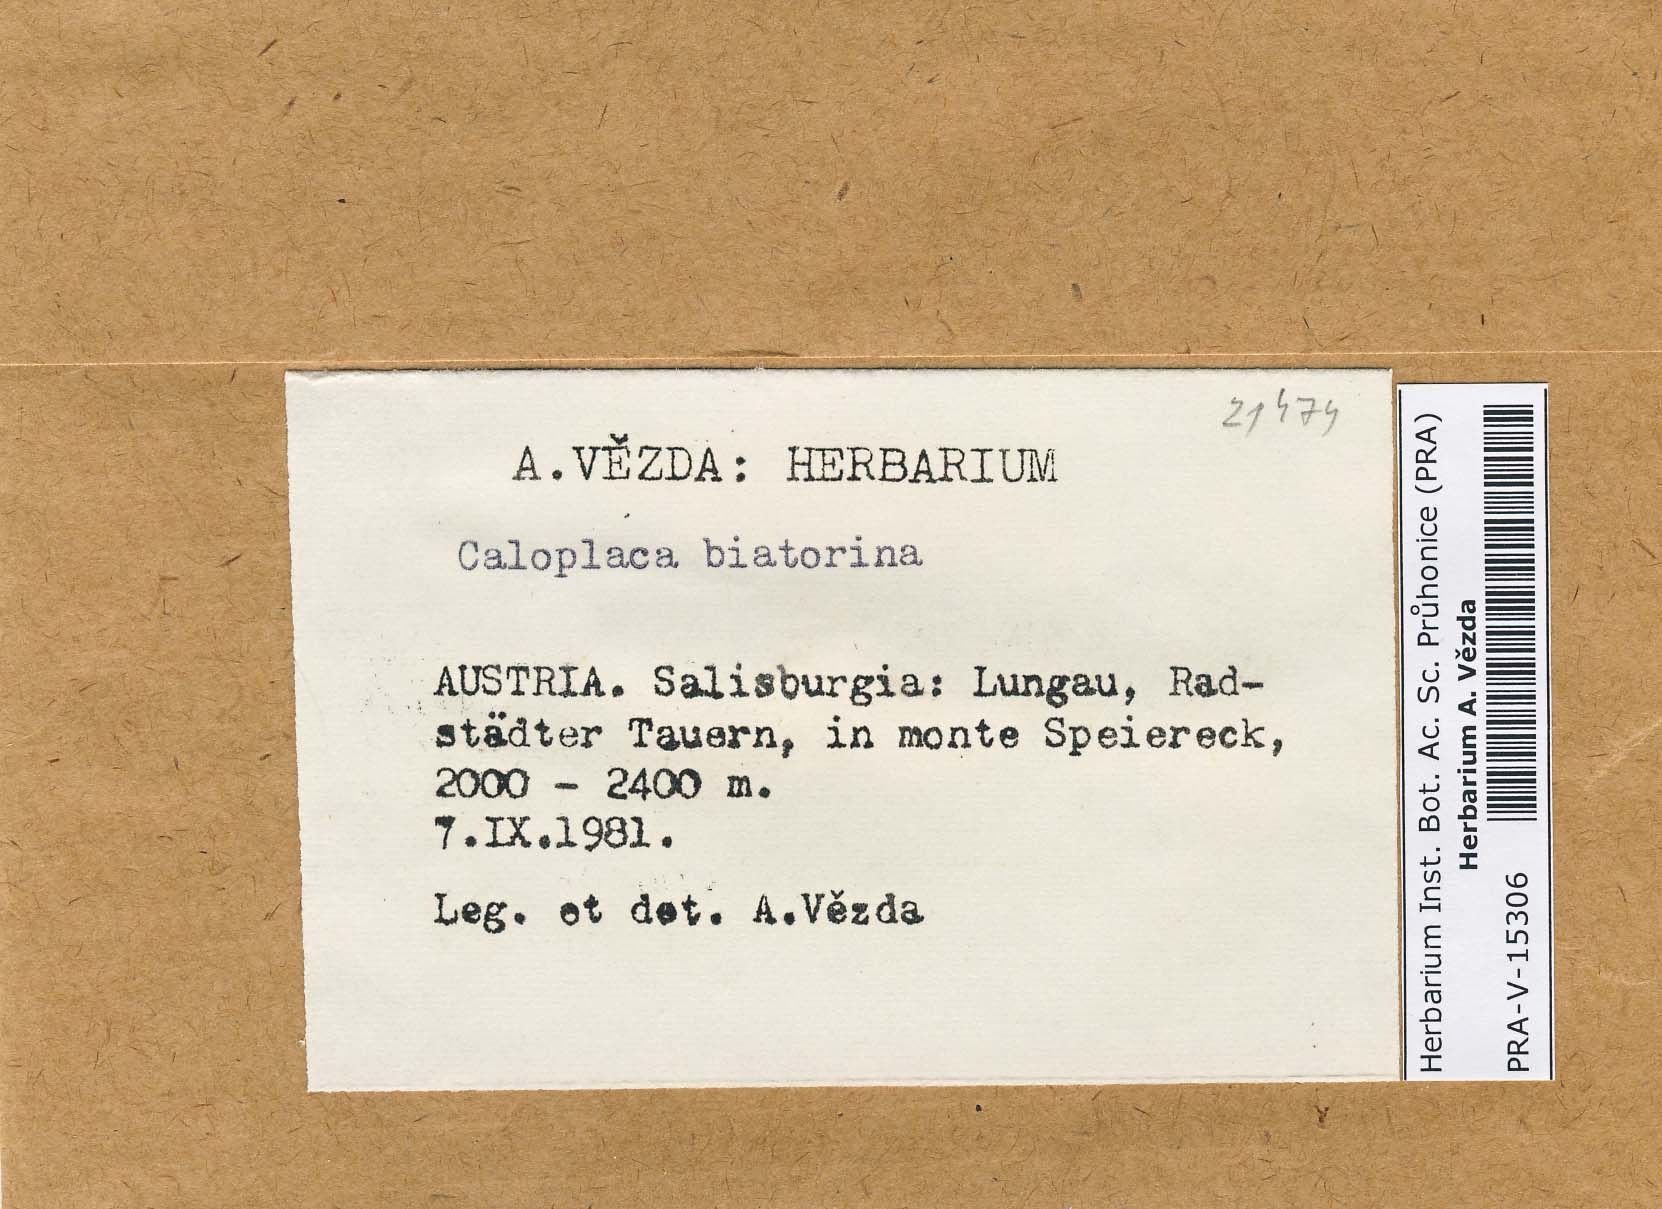 21474
A.VĚZDA: HERBARIUM
Caloplaca biatorina
AUSTRIA. Salisburgia: Lungau, Rad-
städter Tauern, in monte Speiereck,
2000 - 2400 m.
7.IX.1981.
Leg. et det. A.Vězda
Herbarium Inst. Bot. Ac. Sc. Průhonice (PRA)
Herbarium A. Vězda
PRA-V-15306